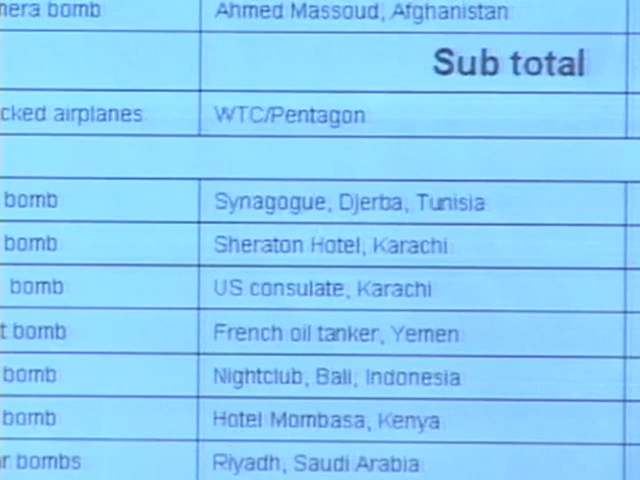 mera bomb Ahmed Massoud, Afghanistan
Sub total
cked airplanes WTC/Pentagon
bomb Synagogue, Djerba, Tunisia
bomb Sheraton Hotel, Karachi
bomb US consulate, Karachi
t bomb French oil tanker, Yemen
bomb Nightclub, Bali, Indonesia
bomb Hotel Mombasa, Kenya
r bombs Riyadh, Saudi Arabia